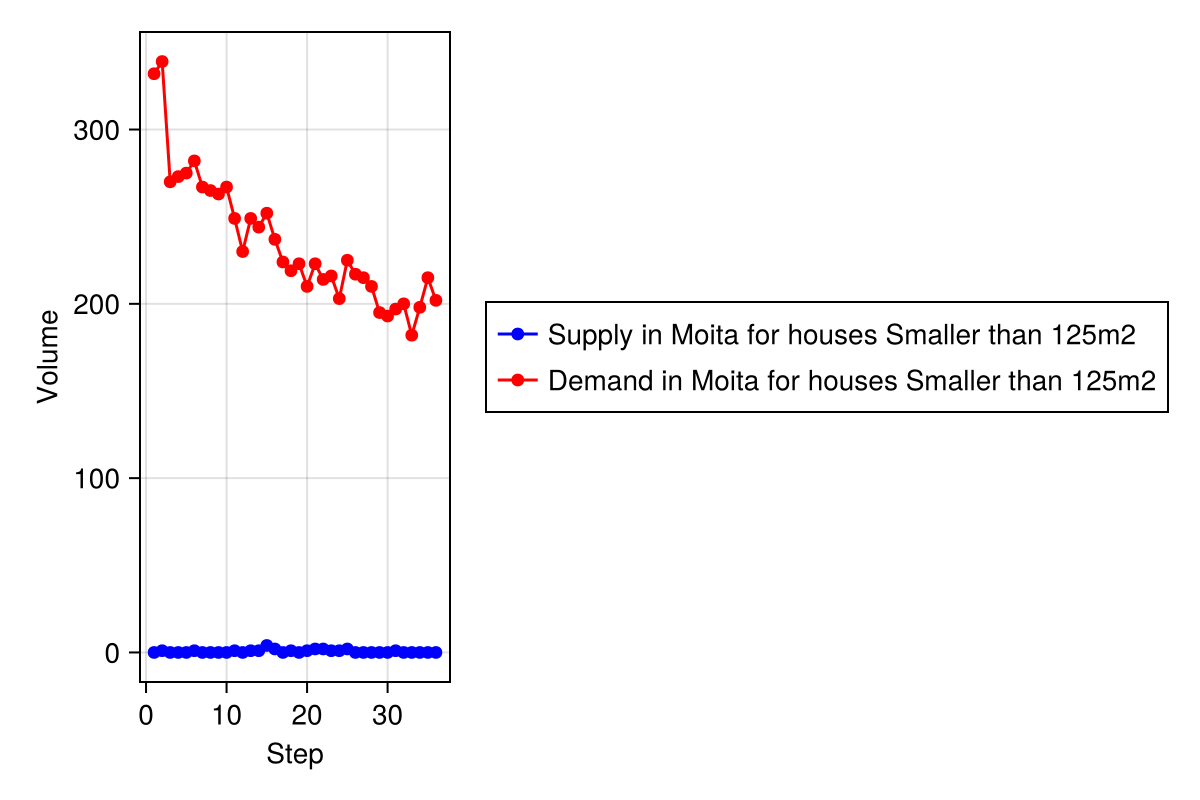 Volume
300
200
100
0
0 10 20 30
Step
Supply in Moita for houses Smaller than 125m2
Demand in Moita for houses Smaller than 125m2